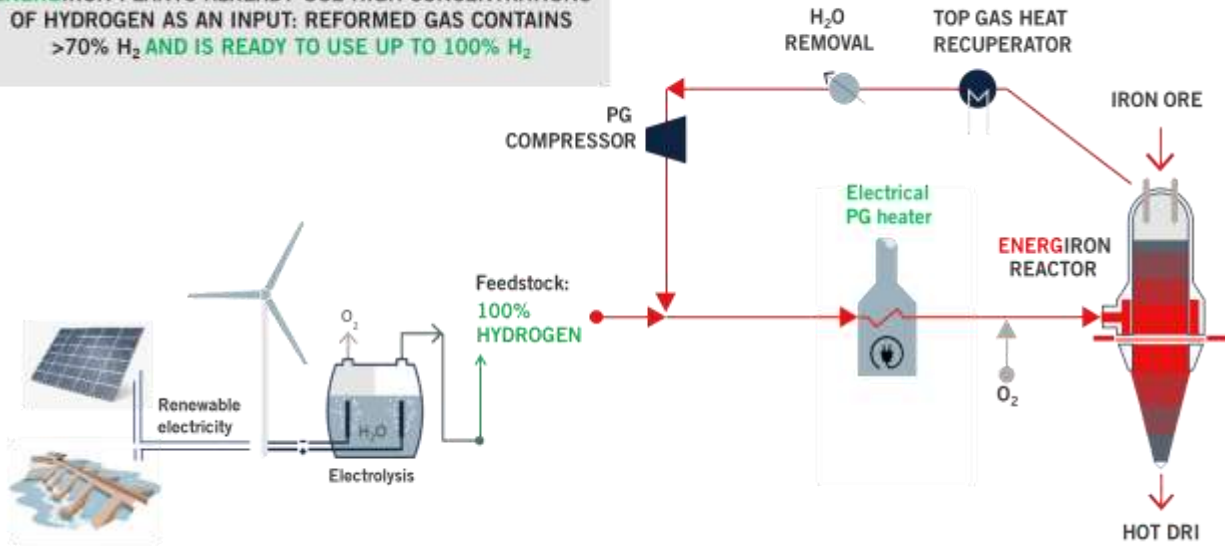 OF HYDROGEN AS AN INPUT: REFORMED GAS CONTAINS
>70% H₂ AND IS READY TO USE UP TO 100% H₂
H₂O
REMOVAL
TOP GAS HEAT
RECUPERATOR
IRON ORE
PG
COMPRESSOR
Electrical
PG heater
ENERGIRON
REACTOR
Feedstock:
100%
HYDROGEN
O₂
O₂
Renewable
electricity
H₂O
Electrolysis
HOT DRI